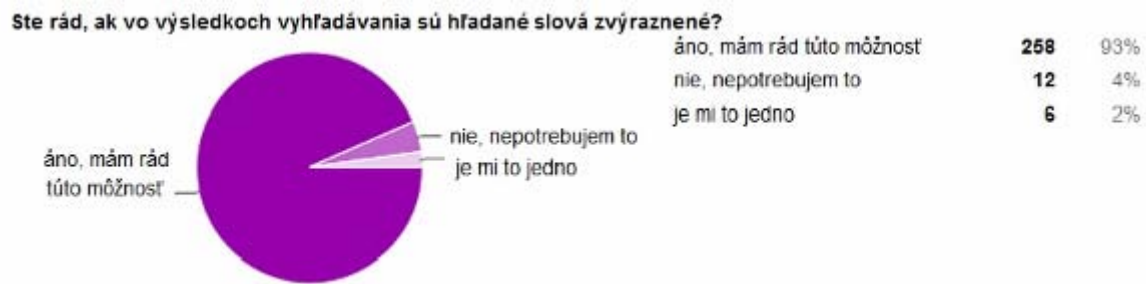 Ste rád, ak vo výsledkoch vyhľadávania sú hľadané slová zvýraznené?
áno, mám rád túto môžnosť 258 93%
nie, nepotrebujem to 12 4%
je mi to jedno 6 2%
nie, nepotrebujem to
je mi to jedno
áno, mám rád
túto môžnosť